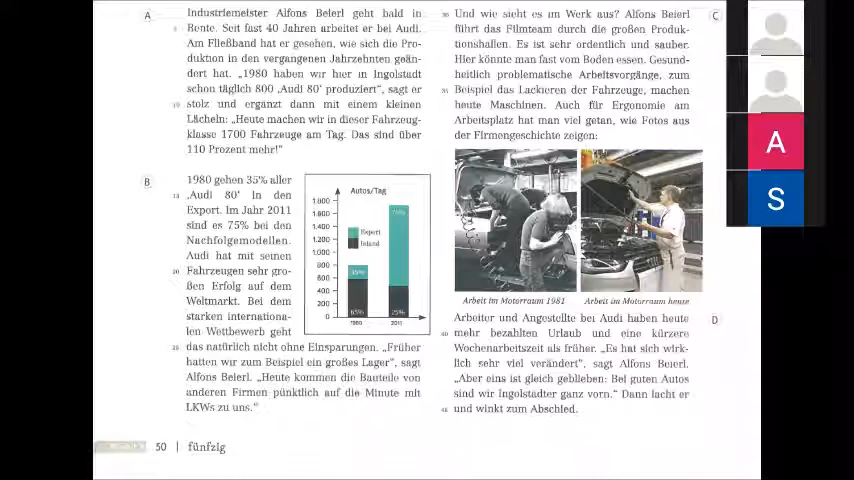 A
Industriemeister Alfons Beierl geht bald in
Rente. Seit fast 40 Jahren arbeitet er bei Audi.
Am Fließband hat er gesehen, wie sich die Pro-
duktion in den vergangenen Jahrzehnten geän-
dert hat. „1980 haben wir hier in Ingolstadt
schon täglich 800 ‚Audi 80‘ produziert“, sagt er
10 stolz und ergänzt dann mit einem kleinen
Lächeln: „Heute machen wir in dieser Fahrzeug-
klasse 1700 Fahrzeuge am Tag. Das sind über
110 Prozent mehr!“
B
1980 gehen 35% aller
‚Audi 80‘ in den
Export. Im Jahr 2011
sind es 75% bei den
Nachfolgemodellen.
Audi hat mit seinen
20 Fahrzeugen sehr gro-
ßen Erfolg auf dem
Weltmarkt. Bei dem
starken internationa-
len Wettbewerb geht
25 das natürlich nicht ohne Einsparungen. „Früher
hatten wir zum Beispiel ein großes Lager“, sagt
Alfons Beierl. „Heute kommen die Bauteile von
anderen Firmen pünktlich auf die Minute mit
LKWs zu uns.“
Autos/Tag
1.800
1.600
1.400
1.200
1.000
800
600
400
200
0
Export
Inland
75%
35%
65%
25%
1980
2011
C
30 Und wie sieht es im Werk aus? Alfons Beierl
führt das Filmteam durch die großen Produk-
tionshallen. Es ist sehr ordentlich und sauber.
Hier könnte man fast vom Boden essen. Gesund-
heitlich problematische Arbeitsvorgänge, zum
35 Beispiel das Lackieren der Fahrzeuge, machen
heute Maschinen. Auch für Ergonomie am
Arbeitsplatz hat man viel getan, wie Fotos aus
der Firmengeschichte zeigen:
Arbeit im Motorraum 1981
Arbeit im Motorraum heute
D
Arbeiter und Angestellte bei Audi haben heute
40 mehr bezahlten Urlaub und eine kürzere
Wochenarbeitszeit als früher. „Es hat sich wirk-
lich sehr viel verändert“, sagt Alfons Beierl.
„Aber eins ist gleich geblieben: Bei guten Autos
sind wir Ingolstädter ganz vorn.“ Dann lacht er
45 und winkt zum Abschied.
50 | fünfzig
A
S